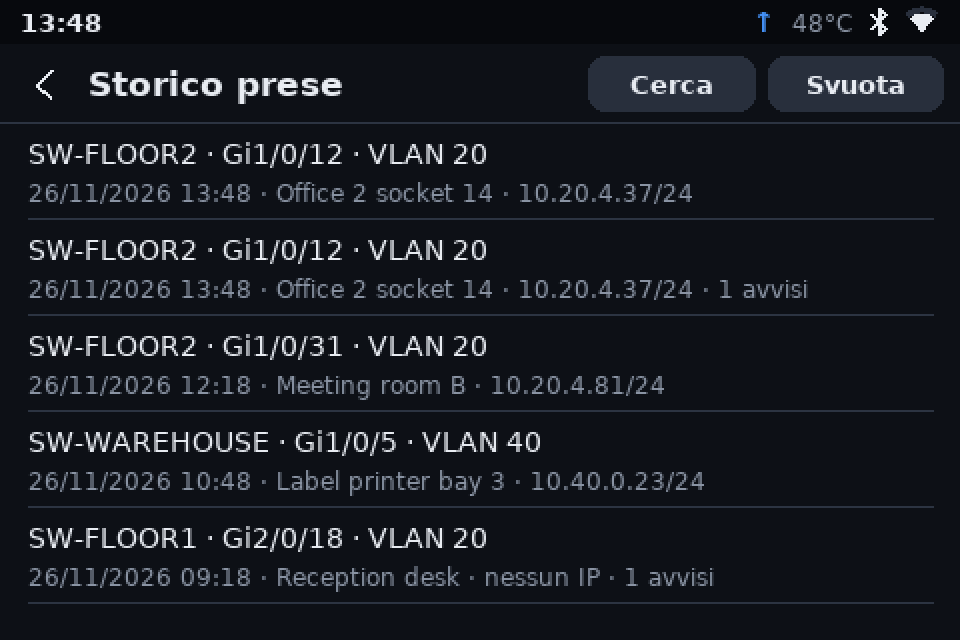 13:48
↑ 48°C
Storico prese
Cerca
Svuota
SW-FLOOR2 · Gi1/0/12 · VLAN 20
26/11/2026 13:48 · Office 2 socket 14 · 10.20.4.37/24
SW-FLOOR2 · Gi1/0/12 · VLAN 20
26/11/2026 13:48 · Office 2 socket 14 · 10.20.4.37/24 · 1 avvisi
SW-FLOOR2 · Gi1/0/31 · VLAN 20
26/11/2026 12:18 · Meeting room B · 10.20.4.81/24
SW-WAREHOUSE · Gi1/0/5 · VLAN 40
26/11/2026 10:48 · Label printer bay 3 · 10.40.0.23/24
SW-FLOOR1 · Gi2/0/18 · VLAN 20
26/11/2026 09:18 · Reception desk · nessun IP · 1 avvisi